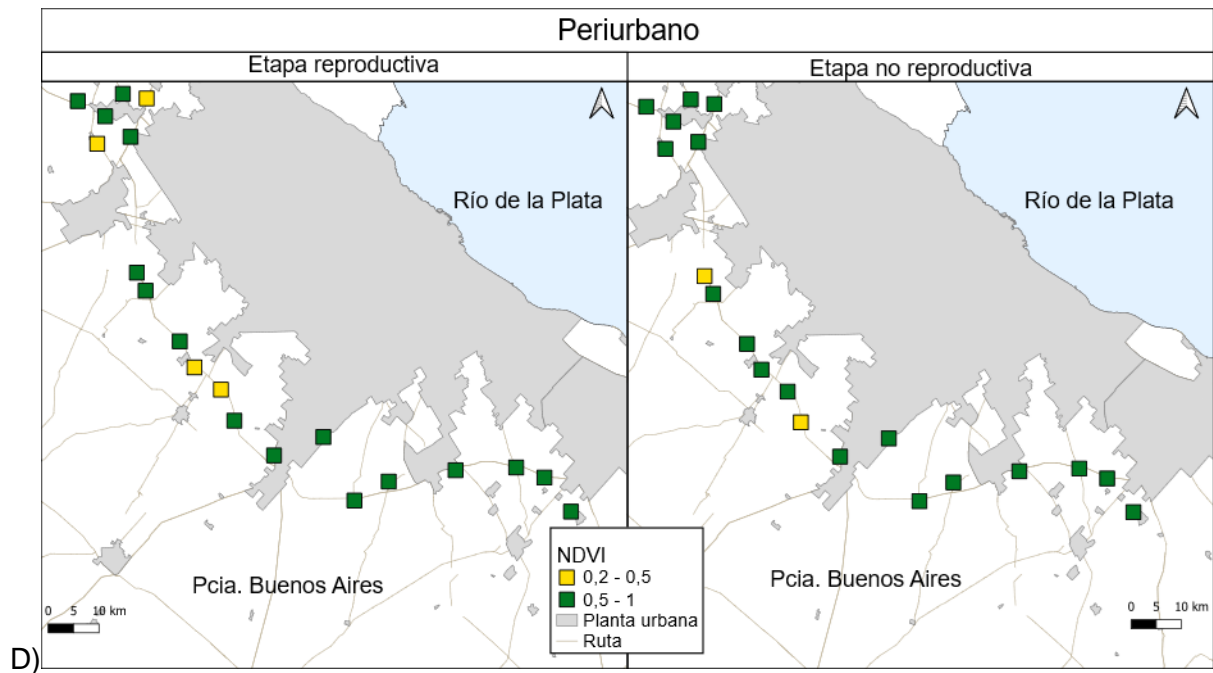 Periurbano
Etapa reproductiva
Etapa no reproductiva
Río de la Plata
Río de la Plata
Pcia. Buenos Aires
Pcia. Buenos Aires
NDVI
0,2 - 0,5
0,5 - 1
Planta urbana
Ruta
0 5 10 km
0 5 10 km
D)